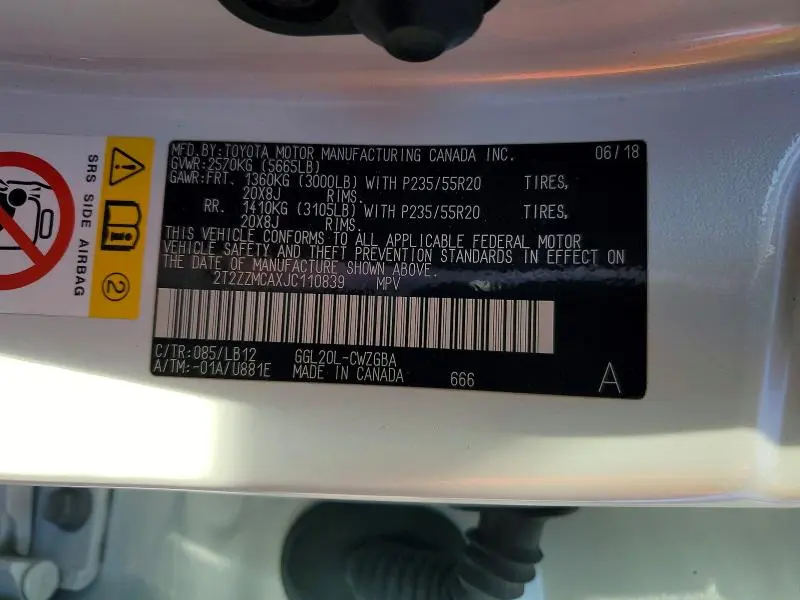 SRS SIDE AIRBAG
2
MFD.BY:TOYOTA MOTOR MANUFACTURING CANADA INC. 06/18
GVWR:2570KG (5665LB)
GAWR:FRT. 1360KG (3000LB) WITH P235/55R20 TIRES,
20X8J RIMS.
RR. 1410KG (3105LB) WITH P235/55R20 TIRES,
20X8J RIMS.
THIS VEHICLE CONFORMS TO ALL APPLICABLE FEDERAL MOTOR
VEHICLE SAFETY AND THEFT PREVENTION STANDARDS IN EFFECT ON
THE DATE OF MANUFACTURE SHOWN ABOVE.
2T2ZZMCAXJC110839 MPV
C/TR:085/LB12 GGL20L-CWZGBA
A/TM:-01A/U881E MADE IN CANADA 666 A